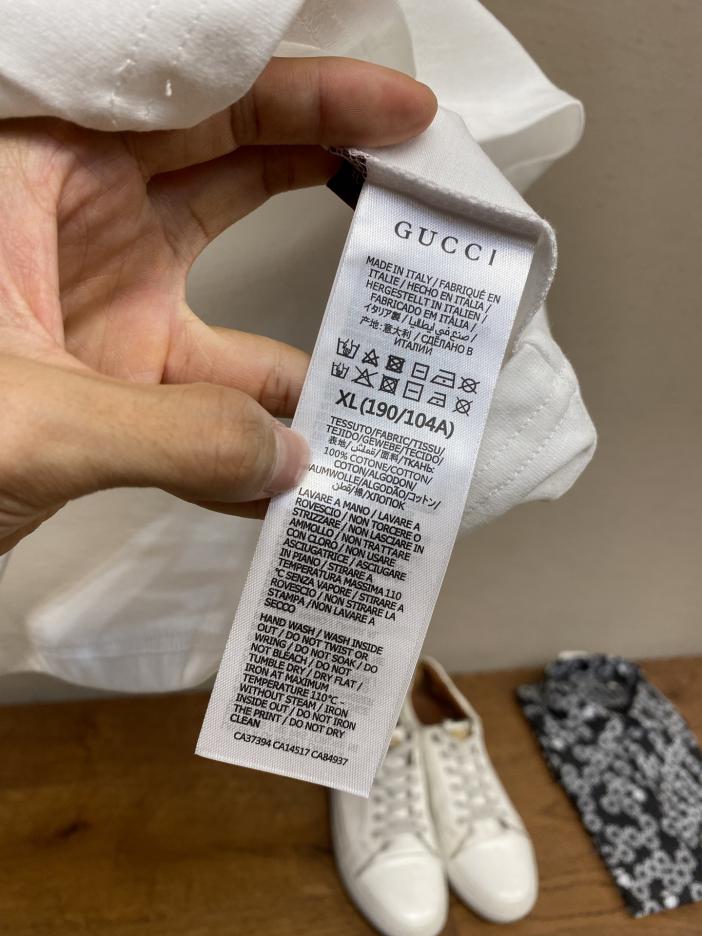 GUCCI
MADE IN ITALY / FABRIQUÉ EN
ITALIE / HECHO EN ITALIA /
HERGESTELLT IN ITALIEN /
FABRICADO EM ITÁLIA /
イタリア製 / صنع في إيطاليا /
产地：意大利 / СДЕЛАНО В
ИТАЛИИ
XL(190/104A)
TESSUTO/FABRIC/TISSU/
TEJIDO/GEWEBE/TECIDO/
表地/قماش/面料/ТКАНЬ:
100% COTONE/COTTON/
COTON/ALGODON/
BAUMWOLLE/ALGODÃO/コットン/
قطن/棉/ХЛОПОК
LAVARE A MANO / LAVARE A
ROVESCIO / NON TORCERE O
STRIZZARE / NON LASCIARE IN
AMMOLLO / NON TRATTARE
CON CLORO / NON USARE
ASCIUGATRICE / ASCIUGARE
IN PIANO / STIRARE A
TEMPERATURA MASSIMA 110
°C SENZA VAPORE / STIRARE A
ROVESCIO / NON STIRARE LA
STAMPA /NON LAVARE A
SECCO
HAND WASH / WASH INSIDE
OUT / DO NOT TWIST OR
WRING / DO NOT SOAK / DO
NOT BLEACH / DO NOT
TUMBLE DRY / DRY FLAT /
IRON AT MAXIMUM
TEMPERATURE 110°C -
WITHOUT STEAM / IRON
INSIDE OUT / DO NOT IRON
THE PRINT / DO NOT DRY
CLEAN
CA37394 CA14517 CA84937